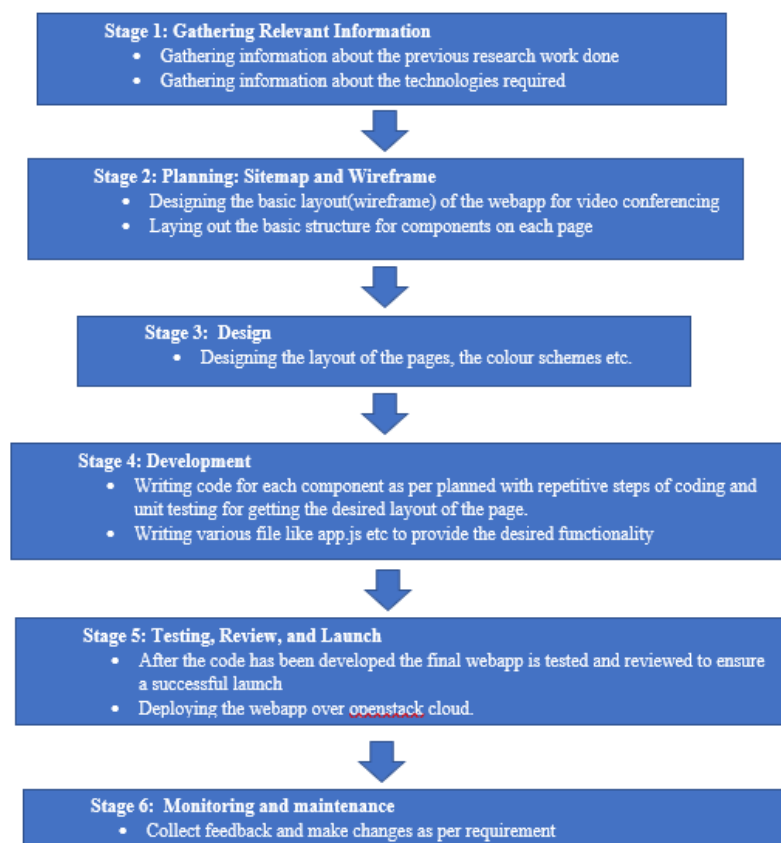 Stage 1: Gathering Relevant Information
• Gathering information about the previous research work done
• Gathering information about the technologies required
Stage 2: Planning: Sitemap and Wireframe
• Designing the basic layout(wireframe) of the webapp for video conferencing
• Laying out the basic structure for components on each page
Stage 3:  Design
• Designing the layout of the pages, the colour schemes etc.
Stage 4: Development
• Writing code for each component as per planned with repetitive steps of coding and
unit testing for getting the desired layout of the page.
• Writing various file like app.js etc to provide the desired functionality
Stage 5: Testing, Review, and Launch
• After the code has been developed the final webapp is tested and reviewed to ensure
a successful launch
• Deploying the webapp over openstack cloud.
Stage 6:  Monitoring and maintenance
• Collect feedback and make changes as per requirement